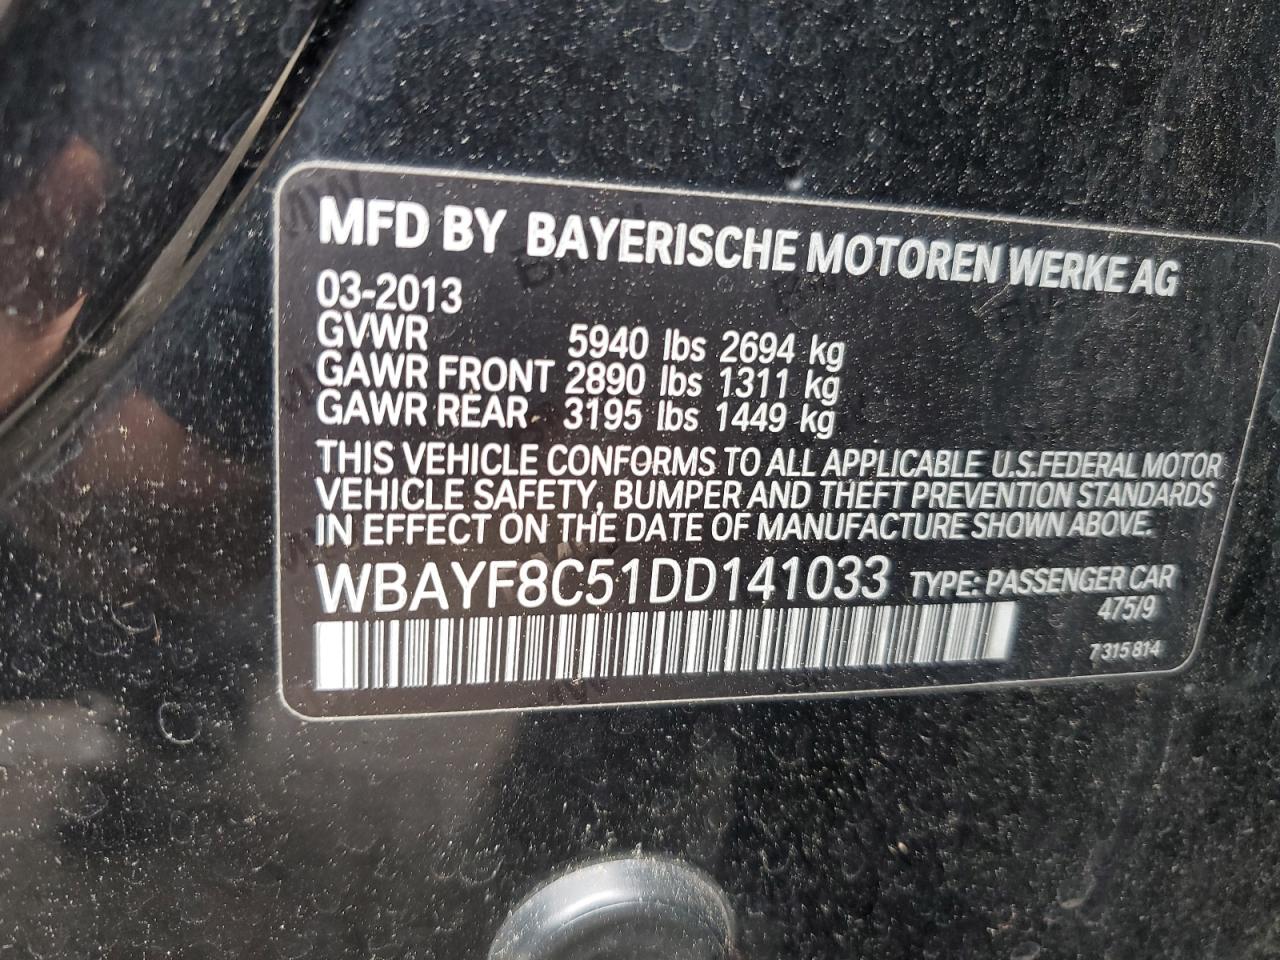 MFD BY BAYERISCHE MOTOREN WERKE AG
03-2013
GVWR 5940 lbs 2694 kg
GAWR FRONT 2890 lbs 1311 kg
GAWR REAR 3195 lbs 1449 kg
THIS VEHICLE CONFORMS TO ALL APPLICABLE U.S.FEDERAL MOTOR
VEHICLE SAFETY, BUMPER AND THEFT PREVENTION STANDARDS
IN EFFECT ON THE DATE OF MANUFACTURE SHOWN ABOVE.
WBAYF8C51DD141033 TYPE: PASSENGER CAR
475/9
7 315 814